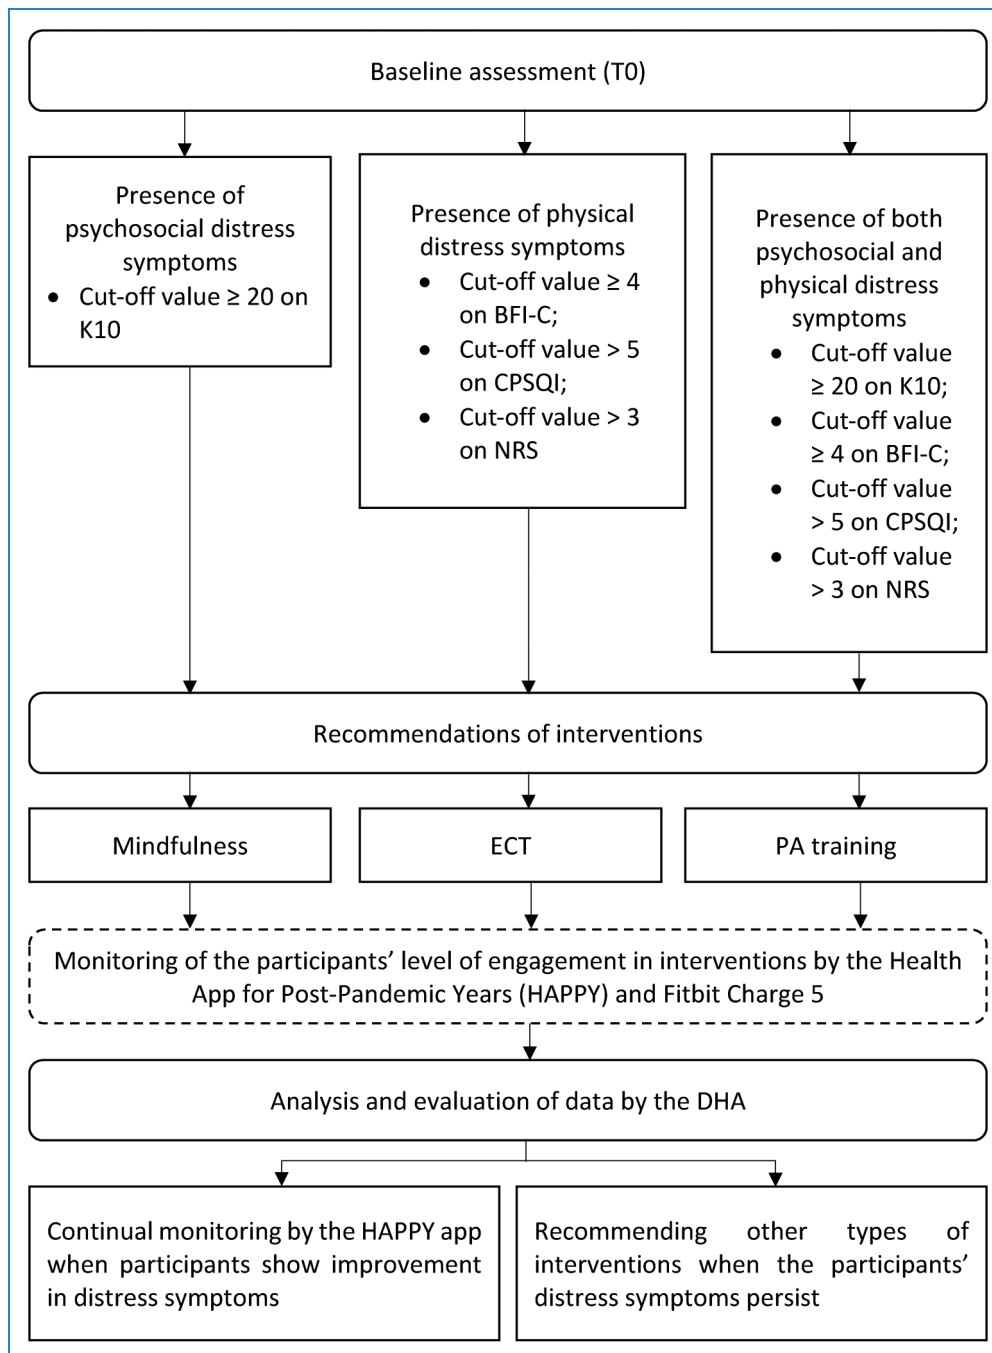 Baseline assessment (T0)
Presence of
psychosocial distress
symptoms
• Cut-off value ≥ 20 on
K10
Presence of physical
distress symptoms
• Cut-off value ≥ 4
on BFI-C;
• Cut-off value > 5
on CPSQI;
• Cut-off value > 3
on NRS
Presence of both
psychosocial and
physical distress
symptoms
• Cut-off value
≥ 20 on K10;
• Cut-off value
≥ 4 on BFI-C;
• Cut-off value
> 5 on CPSQI;
• Cut-off value
> 3 on NRS
Recommendations of interventions
Mindfulness
ECT
PA training
Monitoring of the participants’ level of engagement in interventions by the Health
App for Post-Pandemic Years (HAPPY) and Fitbit Charge 5
Analysis and evaluation of data by the DHA
Continual monitoring by the HAPPY app
when participants show improvement
in distress symptoms
Recommending other types of
interventions when the participants’
distress symptoms persist